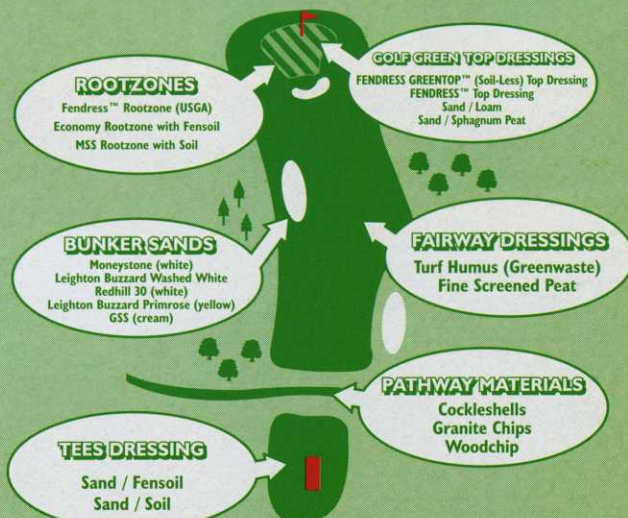 ROOTZONES
Fendress™ Rootzone (USGA)
Economy Rootzone with Fensoil
MSS Rootzone with Soil
GOLF GREEN TOP DRESSINGS
FENDRESS GREENTOP™ (Soil-Less) Top Dressing
FENDRESS™ Top Dressing
Sand / Loam
Sand / Sphagnum Peat
BUNKER SANDS
Moneystone (white)
Leighton Buzzard Washed White
Redhill 30 (white)
Leighton Buzzard Primrose (yellow)
GSS (cream)
FAIRWAY DRESSINGS
Turf Humus (Greenwaste)
Fine Screened Peat
PATHWAY MATERIALS
Cockleshells
Granite Chips
Woodchip
TEES DRESSING
Sand / Fensoil
Sand / Soil